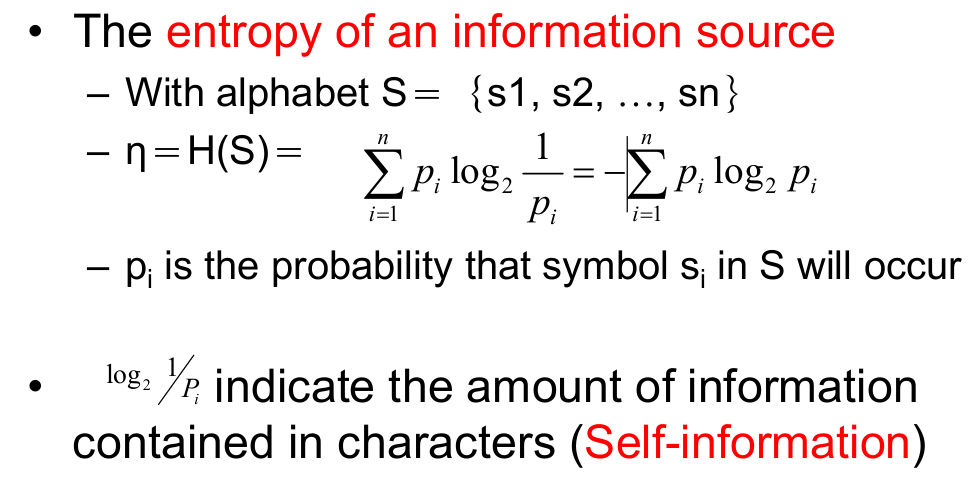 • The entropy of an information source
– With alphabet S＝ {s1, s2, …, sn}
– η＝H(S)＝ \sum_{i=1}^{n} p_i \log_2 \frac{1}{p_i} = -\sum_{i=1}^{n} p_i \log_2 p_i
– p_i is the probability that symbol s_i in S will occur
• \log_2 1/P_i indicate the amount of information
contained in characters (Self-information)